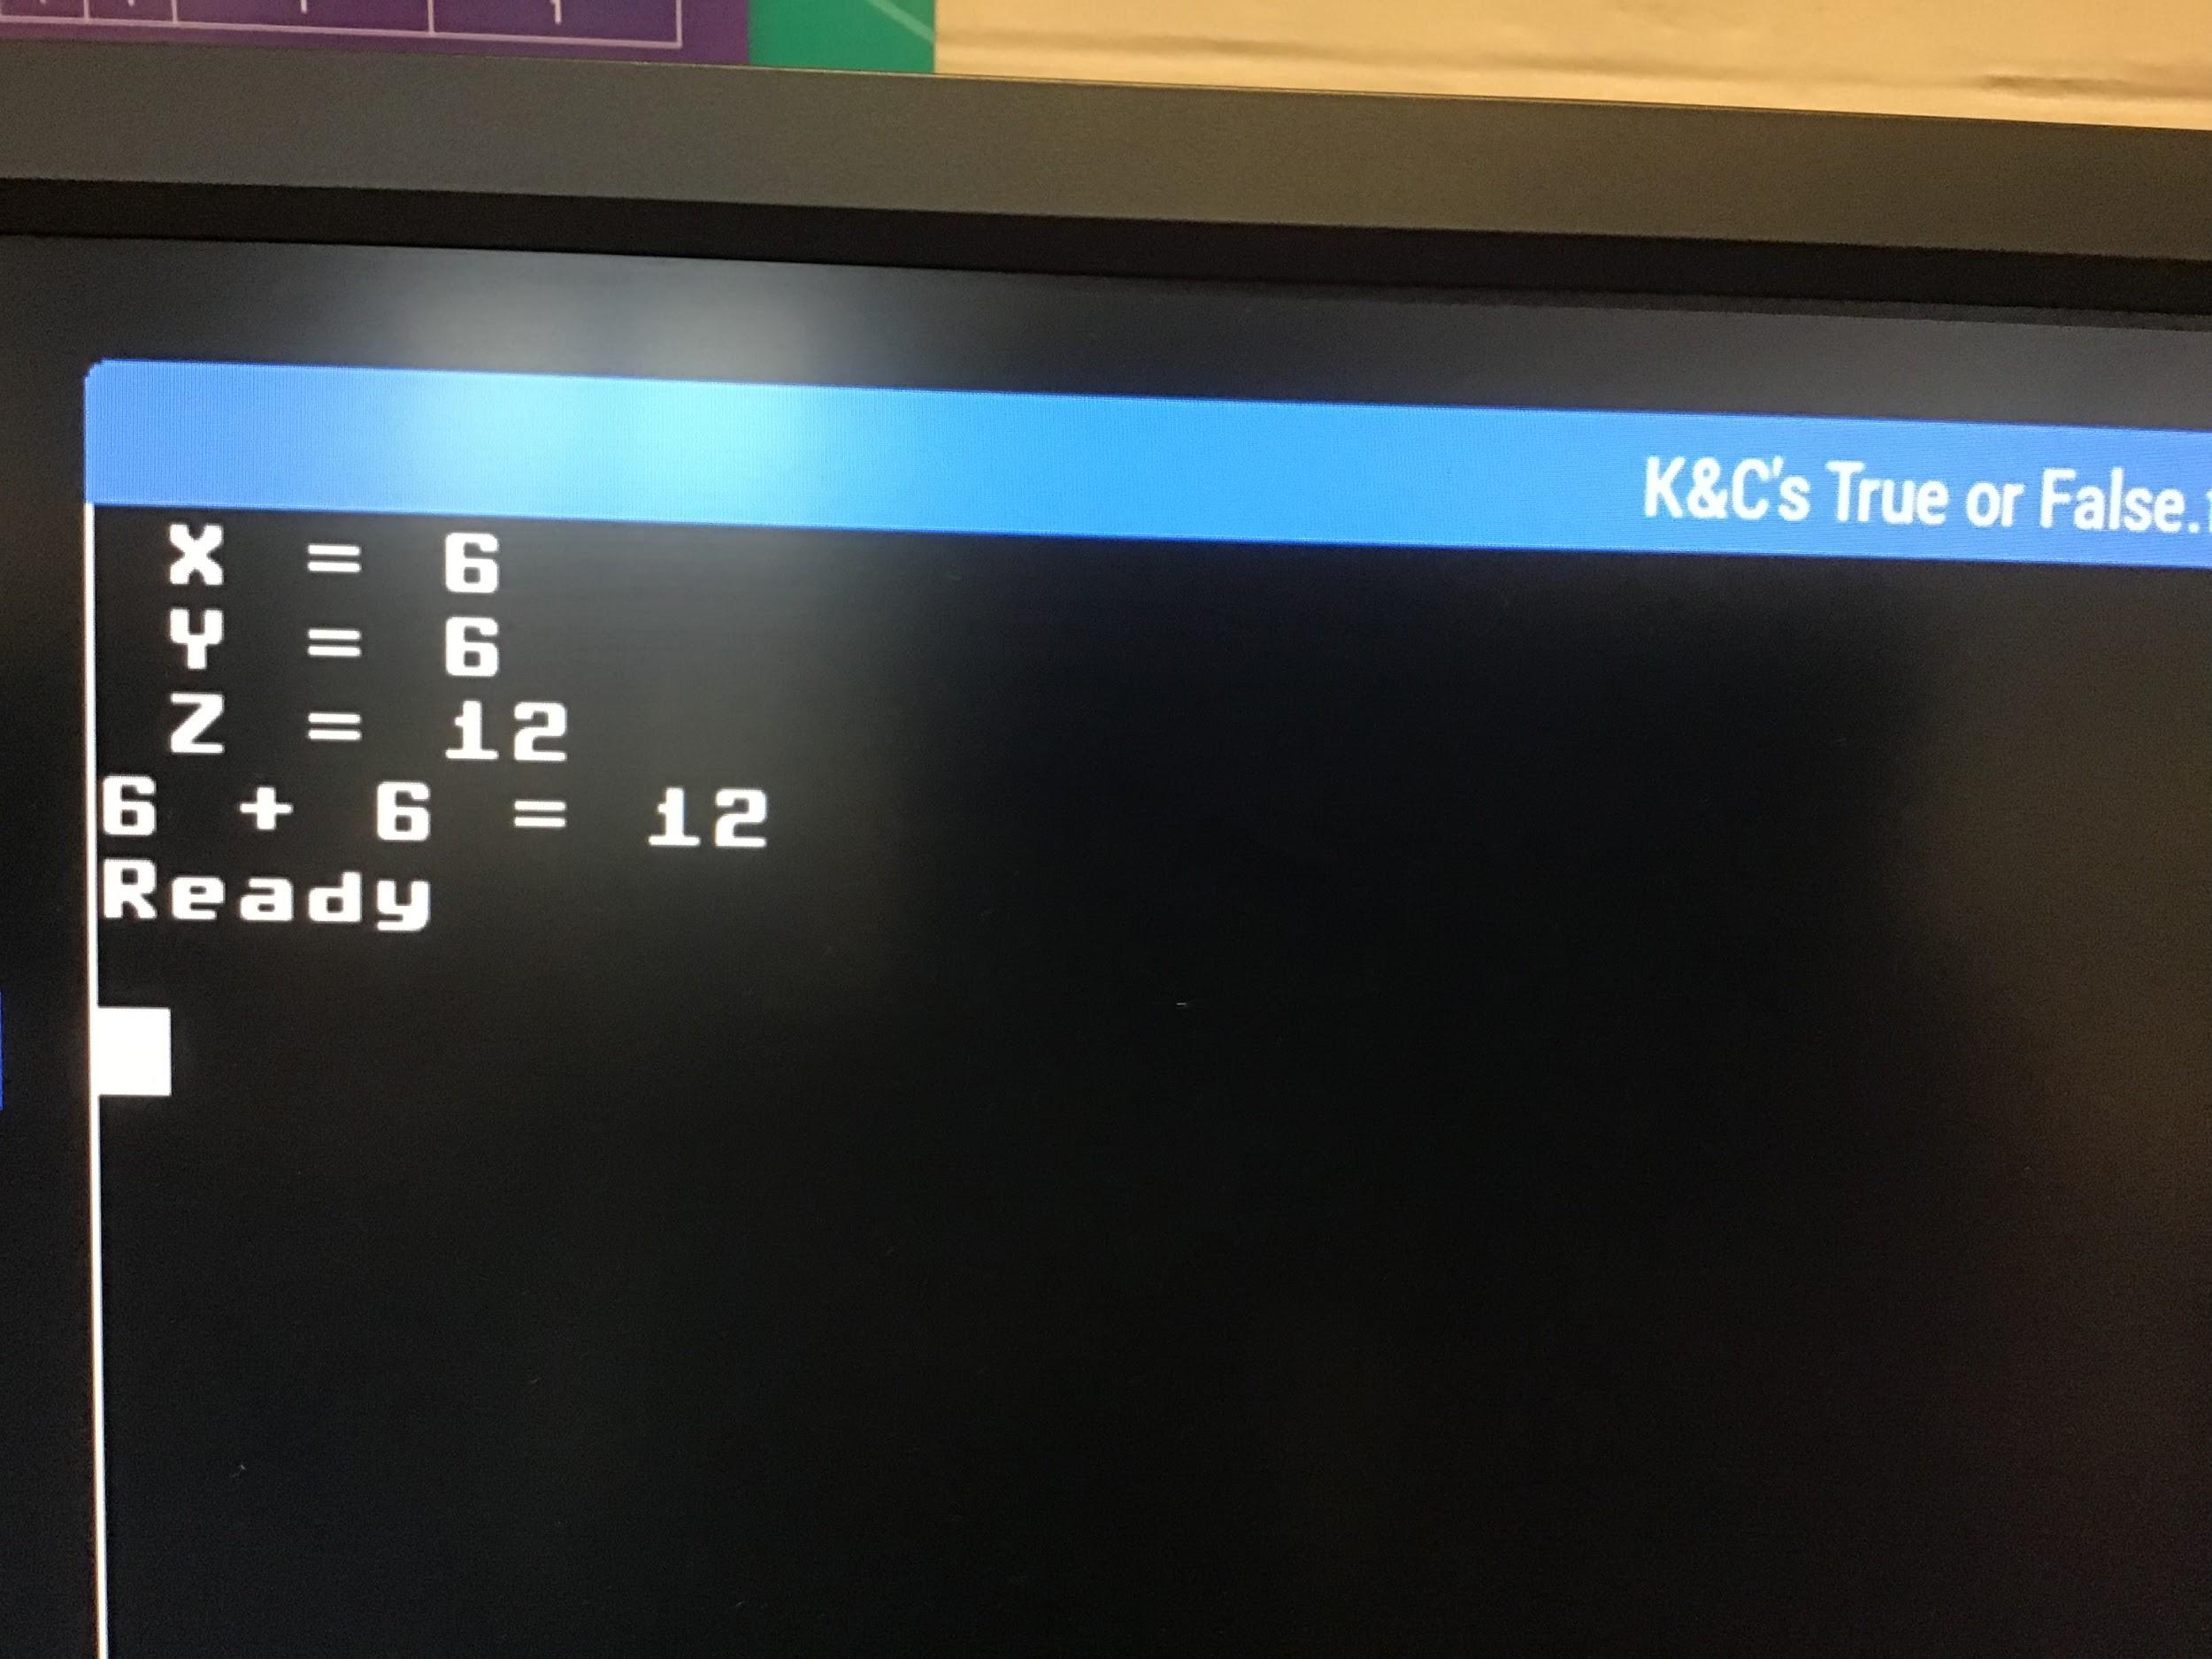 K&C's True or False.
X = 6
Y = 6
Z = 12
6 + 6 = 12
Ready